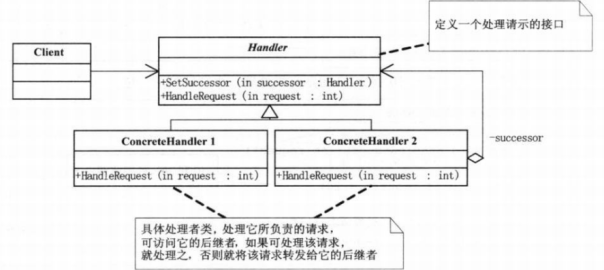 定义一个处理请示的接口
Client
Handler
+SetSuccessor(in successor : Handler)
+HandleRequest(in request : int)
ConcreteHandler 1
+HandleRequest(in request : int)
ConcreteHandler 2
+HandleRequest(in request : int)
-successor
具体处理者类，处理它所负责的请求，
可访问它的后继者，如果可处理该请求，
就处理之，否则就将该请求转发给它的后继者